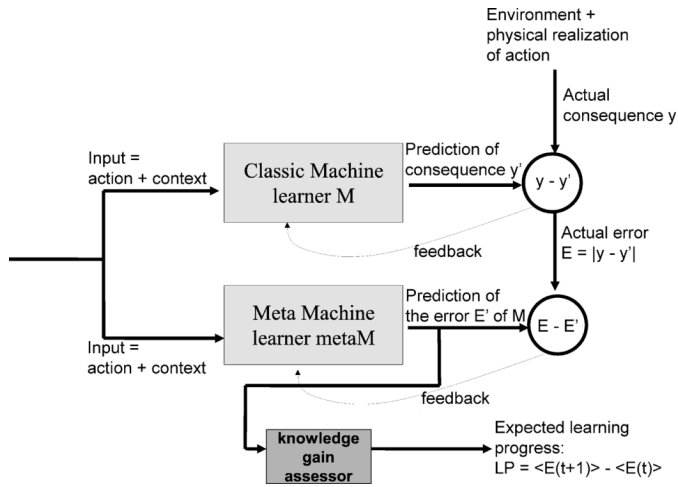 Environment +
physical realization
of action
Actual
consequence y
Input =
action + context
Classic Machine
learner M
Prediction of
consequence y'
y - y'
feedback
Actual error
E = |y - y'|
Meta Machine
learner metaM
Prediction of
the error E' of M
E - E'
Input =
action + context
feedback
knowledge
gain
assessor
Expected learning
progress:
LP = <E(t+1)> - <E(t)>